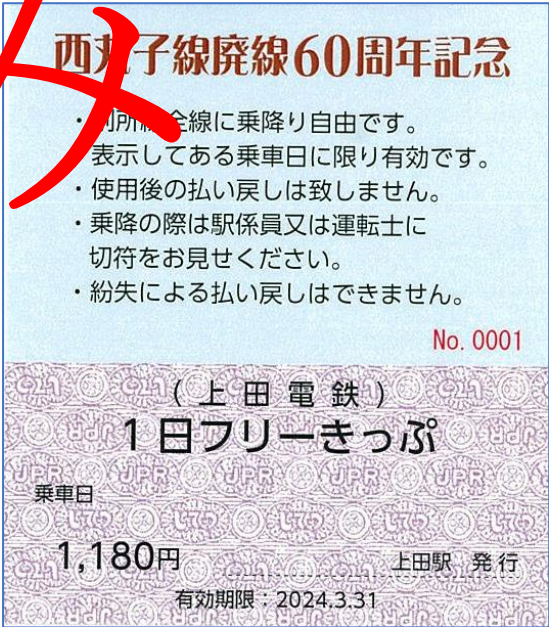 西丸子線廃線60周年記念
・別所線全線に乗降り自由です。
表示してある乗車日に限り有効です。
・使用後の払い戻しは致しません。
・乗降の際は駅係員又は運転士に
切符をお見せください。
・紛失による払い戻しはできません。
No. 0001
(上田電鉄)
1日フリーきっぷ
乗車日
1,180円
上田駅 発行
有効期限：2024.3.31